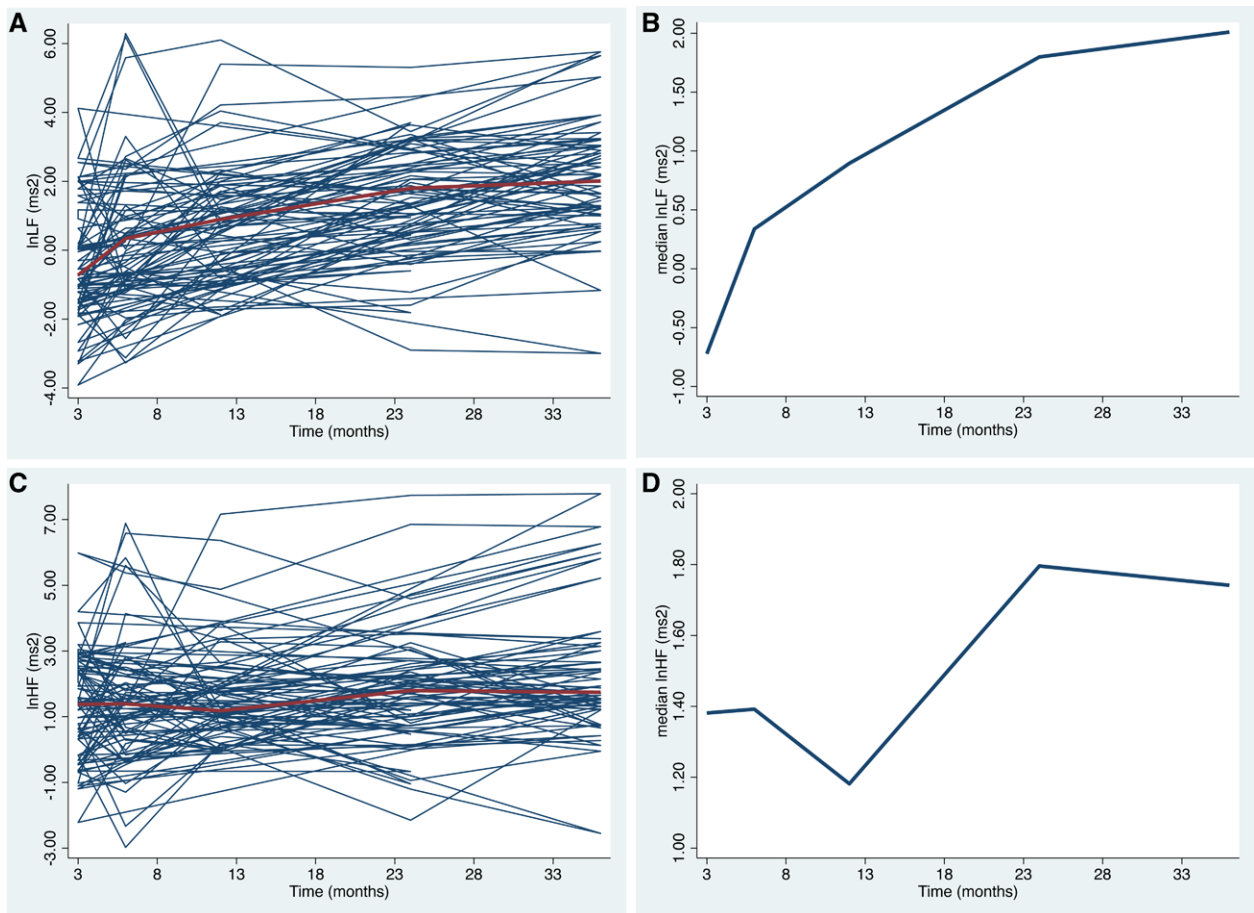 A
lnLF (ms2)
6.00
4.00
2.00
0.00
-2.00
-4.00
3 8 13 18 23 28 33
Time (months)
B
median lnLF (ms2)
2.00
1.50
1.00
0.50
0.00
-0.50
-1.00
3 8 13 18 23 28 33
Time (months)
C
lnHF (ms2)
7.00
5.00
3.00
1.00
-1.00
-3.00
3 8 13 18 23 28 33
Time (months)
D
median lnHF (ms2)
2.00
1.80
1.60
1.40
1.20
1.00
3 8 13 18 23 28 33
Time (months)